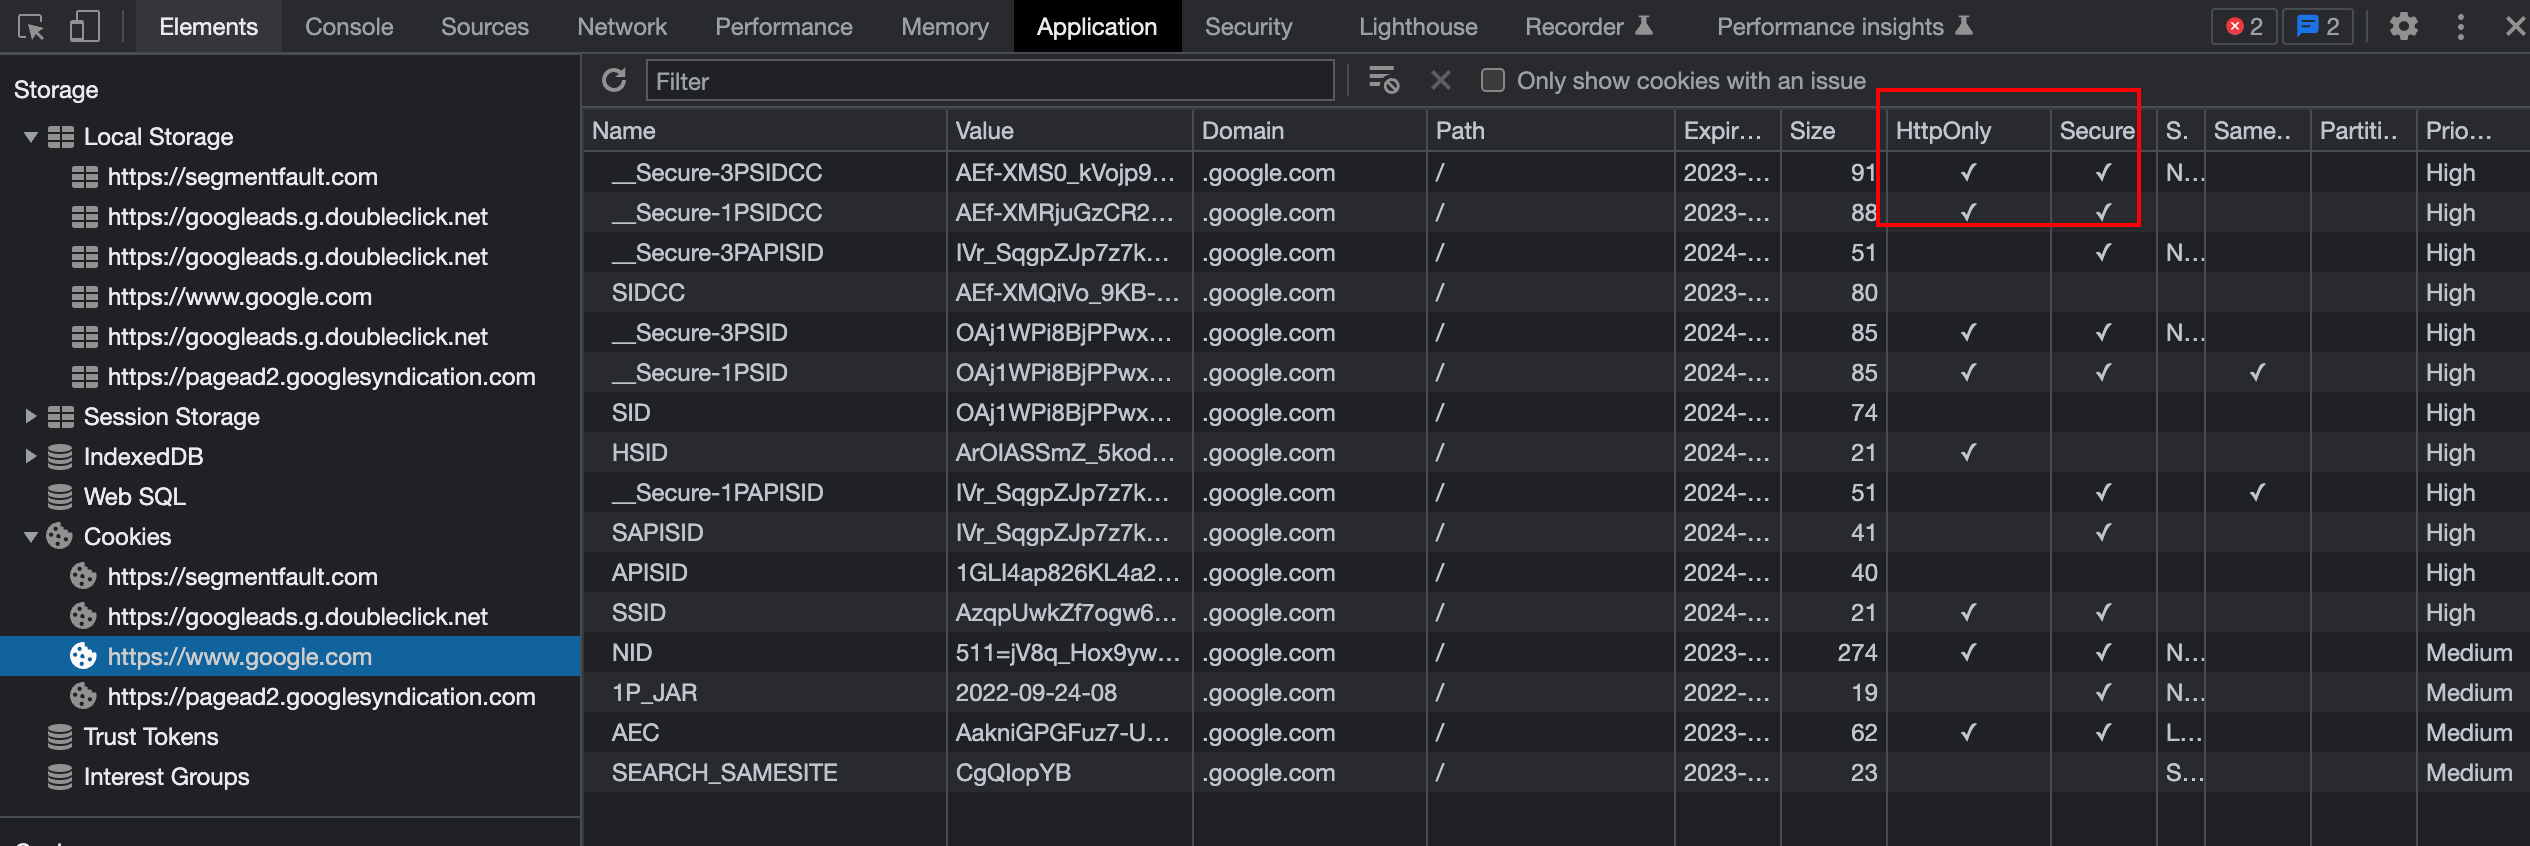 Elements Console Sources Network Performance Memory Application Security Lighthouse Recorder Performance insights 2 2
Storage
Local Storage
https://segmentfault.com
https://googleads.g.doubleclick.net
https://googleads.g.doubleclick.net
https://www.google.com
https://googleads.g.doubleclick.net
https://pagead2.googlesyndication.com
Session Storage
IndexedDB
Web SQL
Cookies
https://segmentfault.com
https://googleads.g.doubleclick.net
https://www.google.com
https://pagead2.googlesyndication.com
Trust Tokens
Interest Groups
Filter Only show cookies with an issue
Name Value Domain Path Expir... Size HttpOnly Secure S. Same.. Partiti.. Prio...
__Secure-3PSIDCC AEf-XMS0_kVojp9... .google.com / 2023-... 91 ✓ ✓ N... High
__Secure-1PSIDCC AEf-XMRjuGzCR2... .google.com / 2023-... 88 ✓ ✓ High
__Secure-3PAPISID IVr_SqgpZJp7z7k... .google.com / 2024-... 51 ✓ N... High
SIDCC AEf-XMQiVo_9KB-... .google.com / 2023-... 80 High
__Secure-3PSID OAj1WPi8BjPPwx... .google.com / 2024-... 85 ✓ ✓ N... High
__Secure-1PSID OAj1WPi8BjPPwx... .google.com / 2024-... 85 ✓ ✓ ✓ High
SID OAj1WPi8BjPPwx... .google.com / 2024-... 74 High
HSID ArOIASSmZ_5kod... .google.com / 2024-... 21 ✓ High
__Secure-1PAPISID IVr_SqgpZJp7z7k... .google.com / 2024-... 51 ✓ ✓ High
SAPISID IVr_SqgpZJp7z7k... .google.com / 2024-... 41 ✓ High
APISID 1GLI4ap826KL4a2... .google.com / 2024-... 40 High
SSID AzqpUwkZf7ogw6... .google.com / 2024-... 21 ✓ ✓ High
NID 511=jV8q_Hox9yw... .google.com / 2023-... 274 ✓ ✓ N... Medium
1P_JAR 2022-09-24-08 .google.com / 2022-... 19 ✓ N... Medium
AEC AakniGPGFuz7-U... .google.com / 2023-... 62 ✓ ✓ L... Medium
SEARCH_SAMESITE CgQIopYB .google.com / 2023-... 23 S... Medium